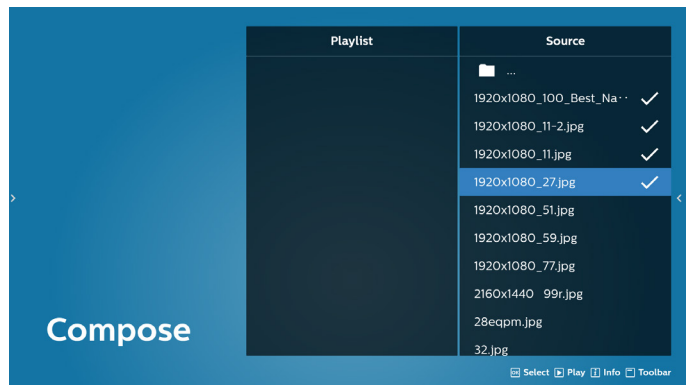 Playlist
Source
...
1920x1080_100_Best_Na··
1920x1080_11-2.jpg
1920x1080_11.jpg
1920x1080_27.jpg
1920x1080_51.jpg
1920x1080_59.jpg
1920x1080_77.jpg
2160x1440 99r.jpg
28eqpm.jpg
32.jpg
Compose
OK Select Play Info Toolbar